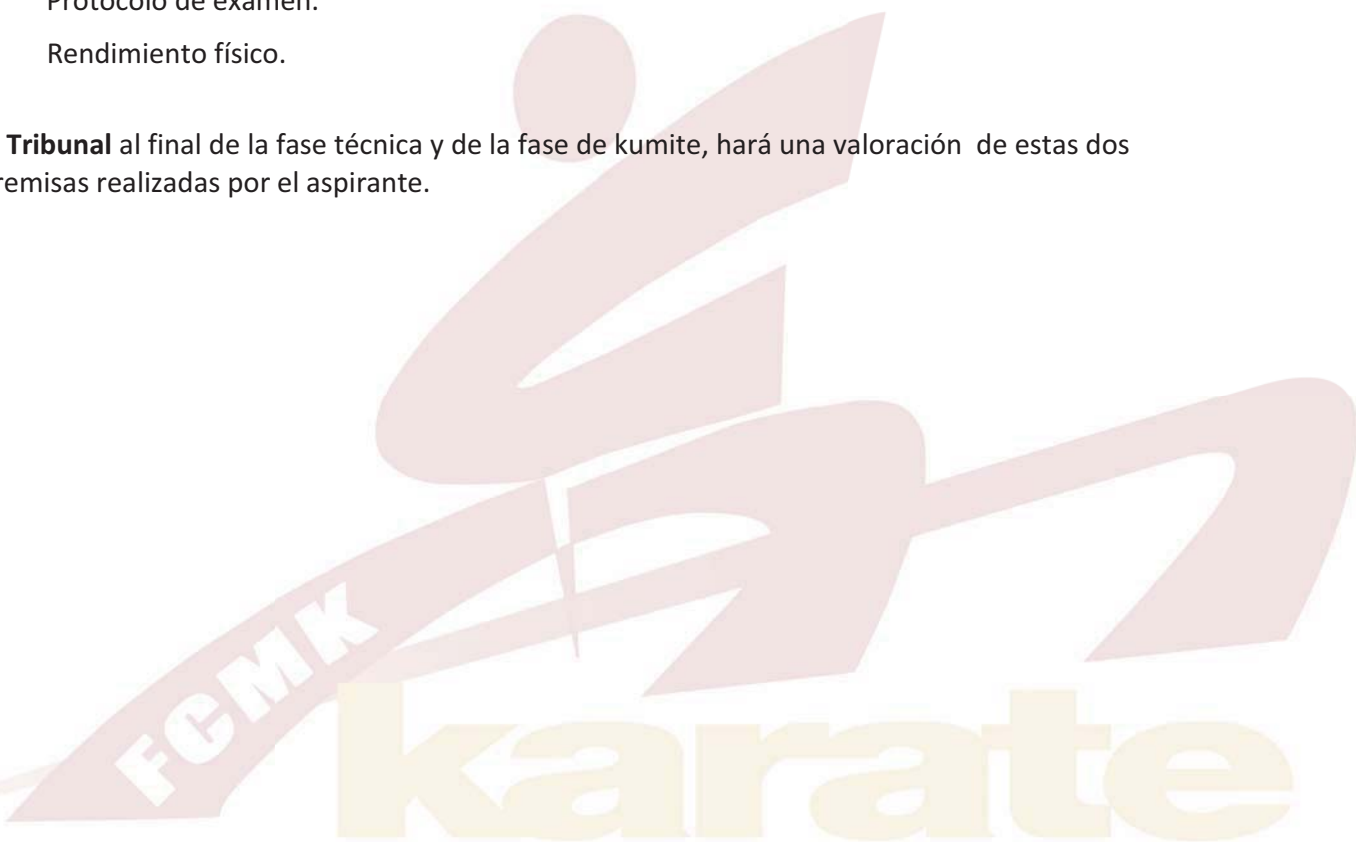 Protocolo de examen.
Rendimiento físico.
Tribunal al final de la fase técnica y de la fase de kumite, hará una valoración de estas dos
remisas realizadas por el aspirante.
FCMK
karate